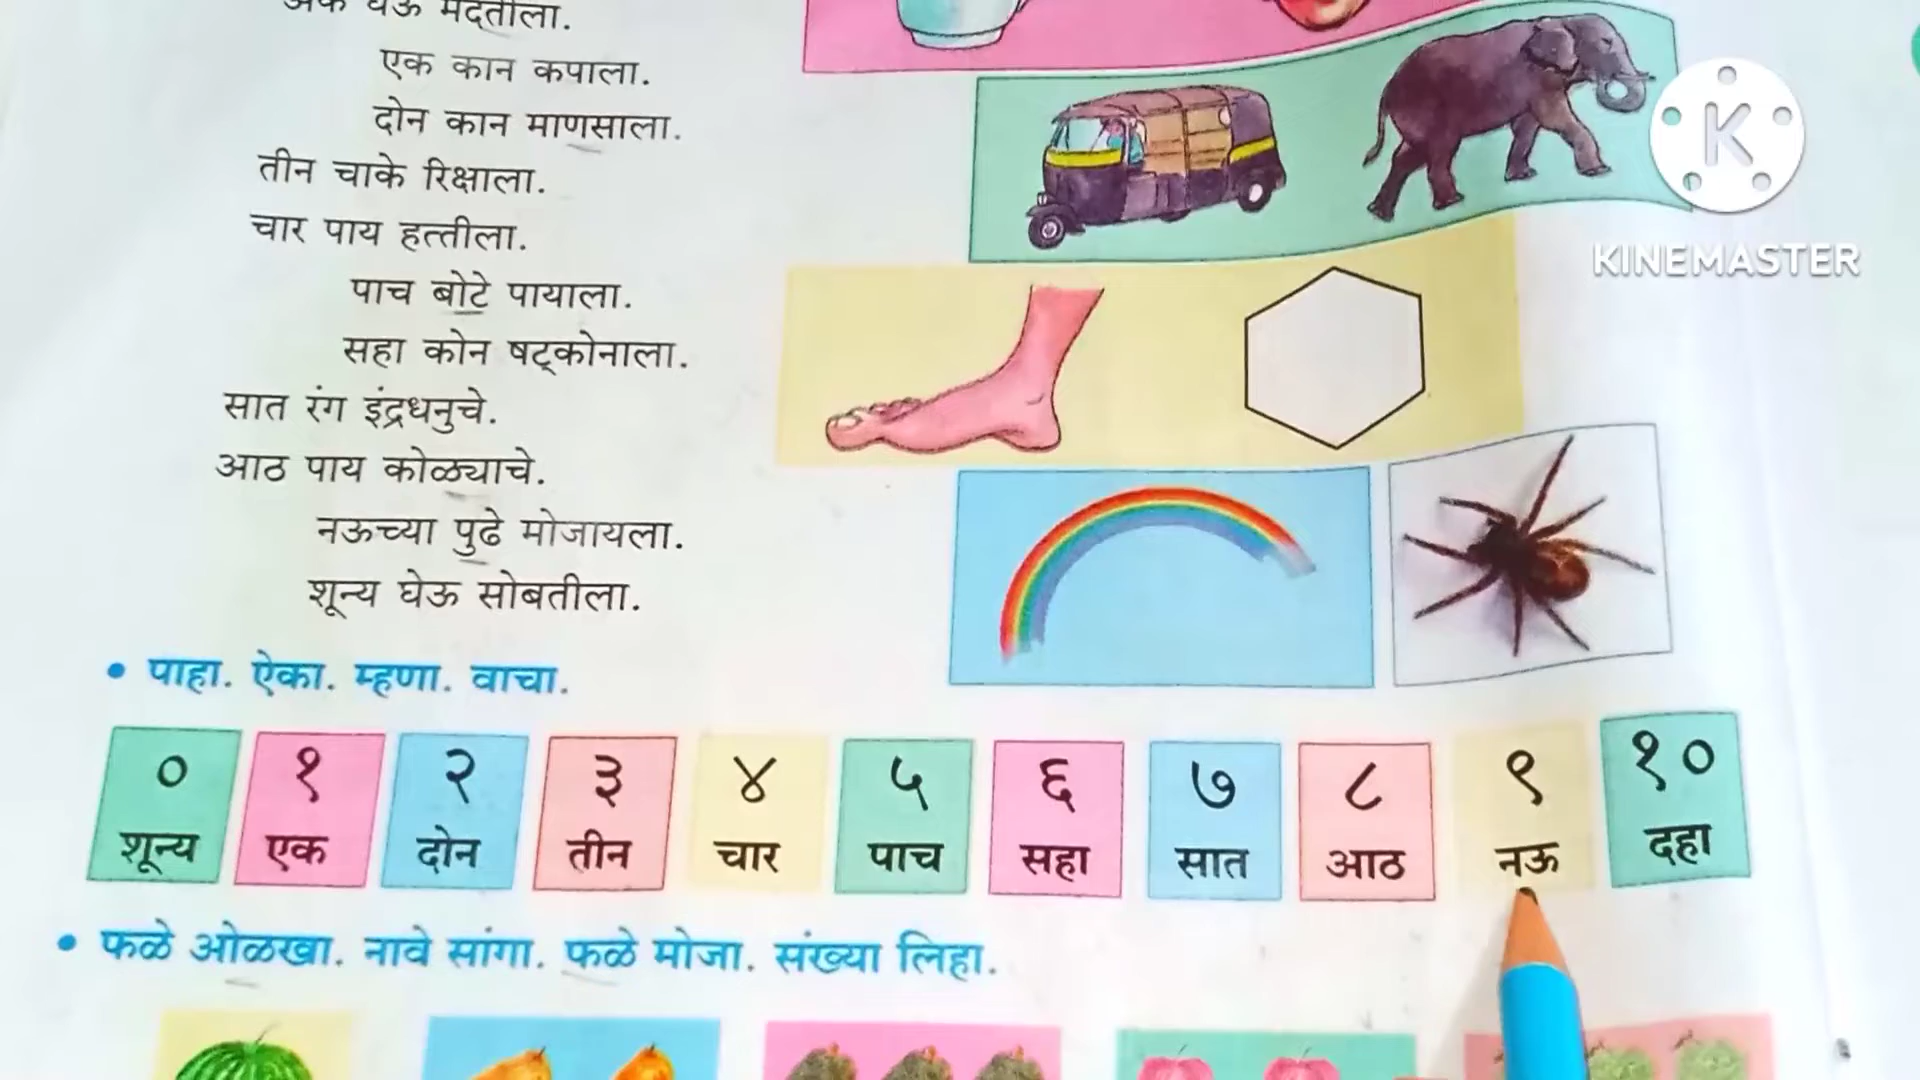 अंक घेऊ मदतीला.
एक कान कपाला.
दोन कान माणसाला.
तीन चाके रिक्षाला.
चार पाय हत्तीला.
पाच बोटे पायाला.
सहा कोन षट्कोनाला.
सात रंग इंद्रधनुचे.
आठ पाय कोळ्याचे.
नऊच्या पुढे मोजायला.
शून्य घेऊ सोबतीला.
• पाहा. ऐका. म्हणा. वाचा.
० १ २ ३ ४ ५ ६ ७ ८ ९ १०
शून्य एक दोन तीन चार पाच सहा सात आठ नऊ दहा
• फळे ओळखा. नावे सांगा. फळे मोजा. संख्या लिहा.
K
KINEMASTER